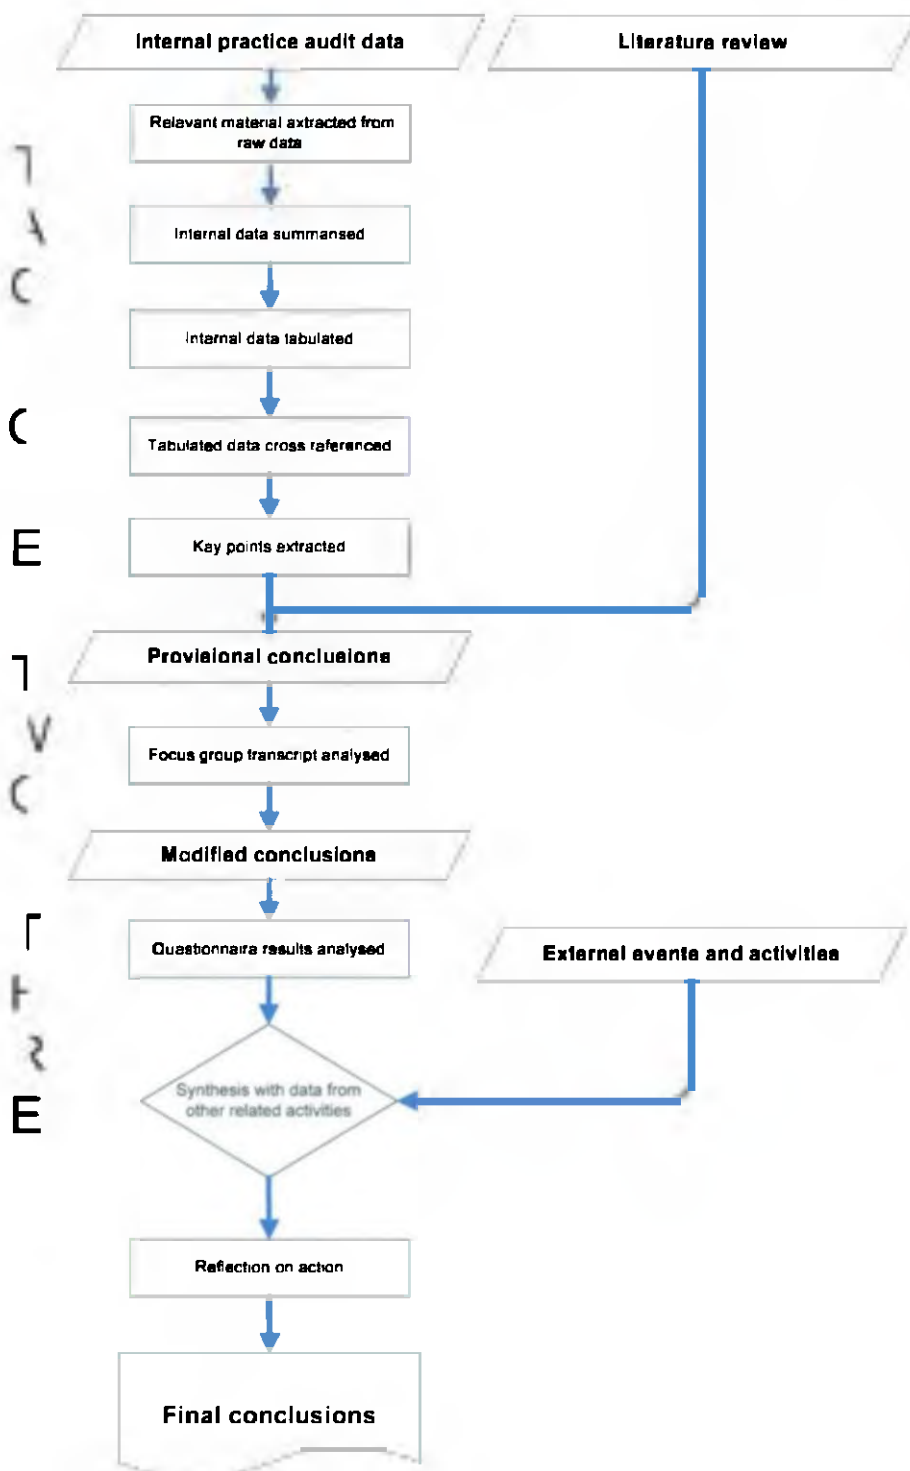 Internal practice audit data
Literature review
Relevant material extracted from
raw data
Internal data summarised
Internal data tabulated
Tabulated data cross referenced
E
Key points extracted
Provisional conclusions
Focus group transcript analysed
Modified conclusions
Questionnaire results analysed
External events and activities
Synthesis with data from
other related activities
E
Reflection on action
Final conclusions